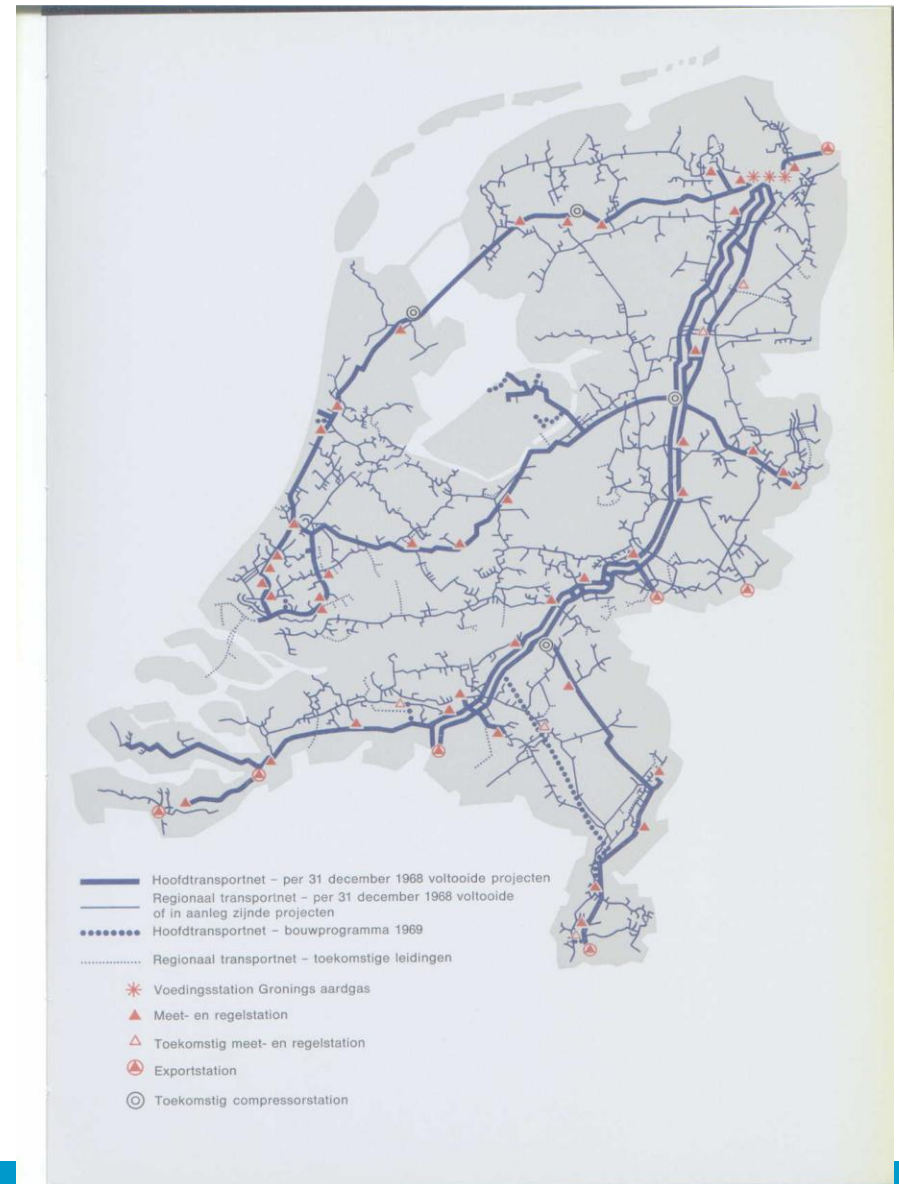 Hoofdtransportnet – per 31 december 1968 voltooide projecten
Regionaal transportnet – per 31 december 1968 voltooide
of in aanleg zijnde projecten
Hoofdtransportnet – bouwprogramma 1969
Regionaal transportnet – toekomstige leidingen
Voedingsstation Gronings aardgas
Meet- en regelstation
Toekomstig meet- en regelstation
Exportstation
Toekomstig compressorstation